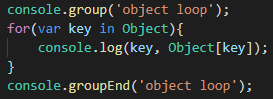 console.group('object loop');
for(var key in Object){
    console.log(key, Object[key]);
}
console.groupEnd('object loop');